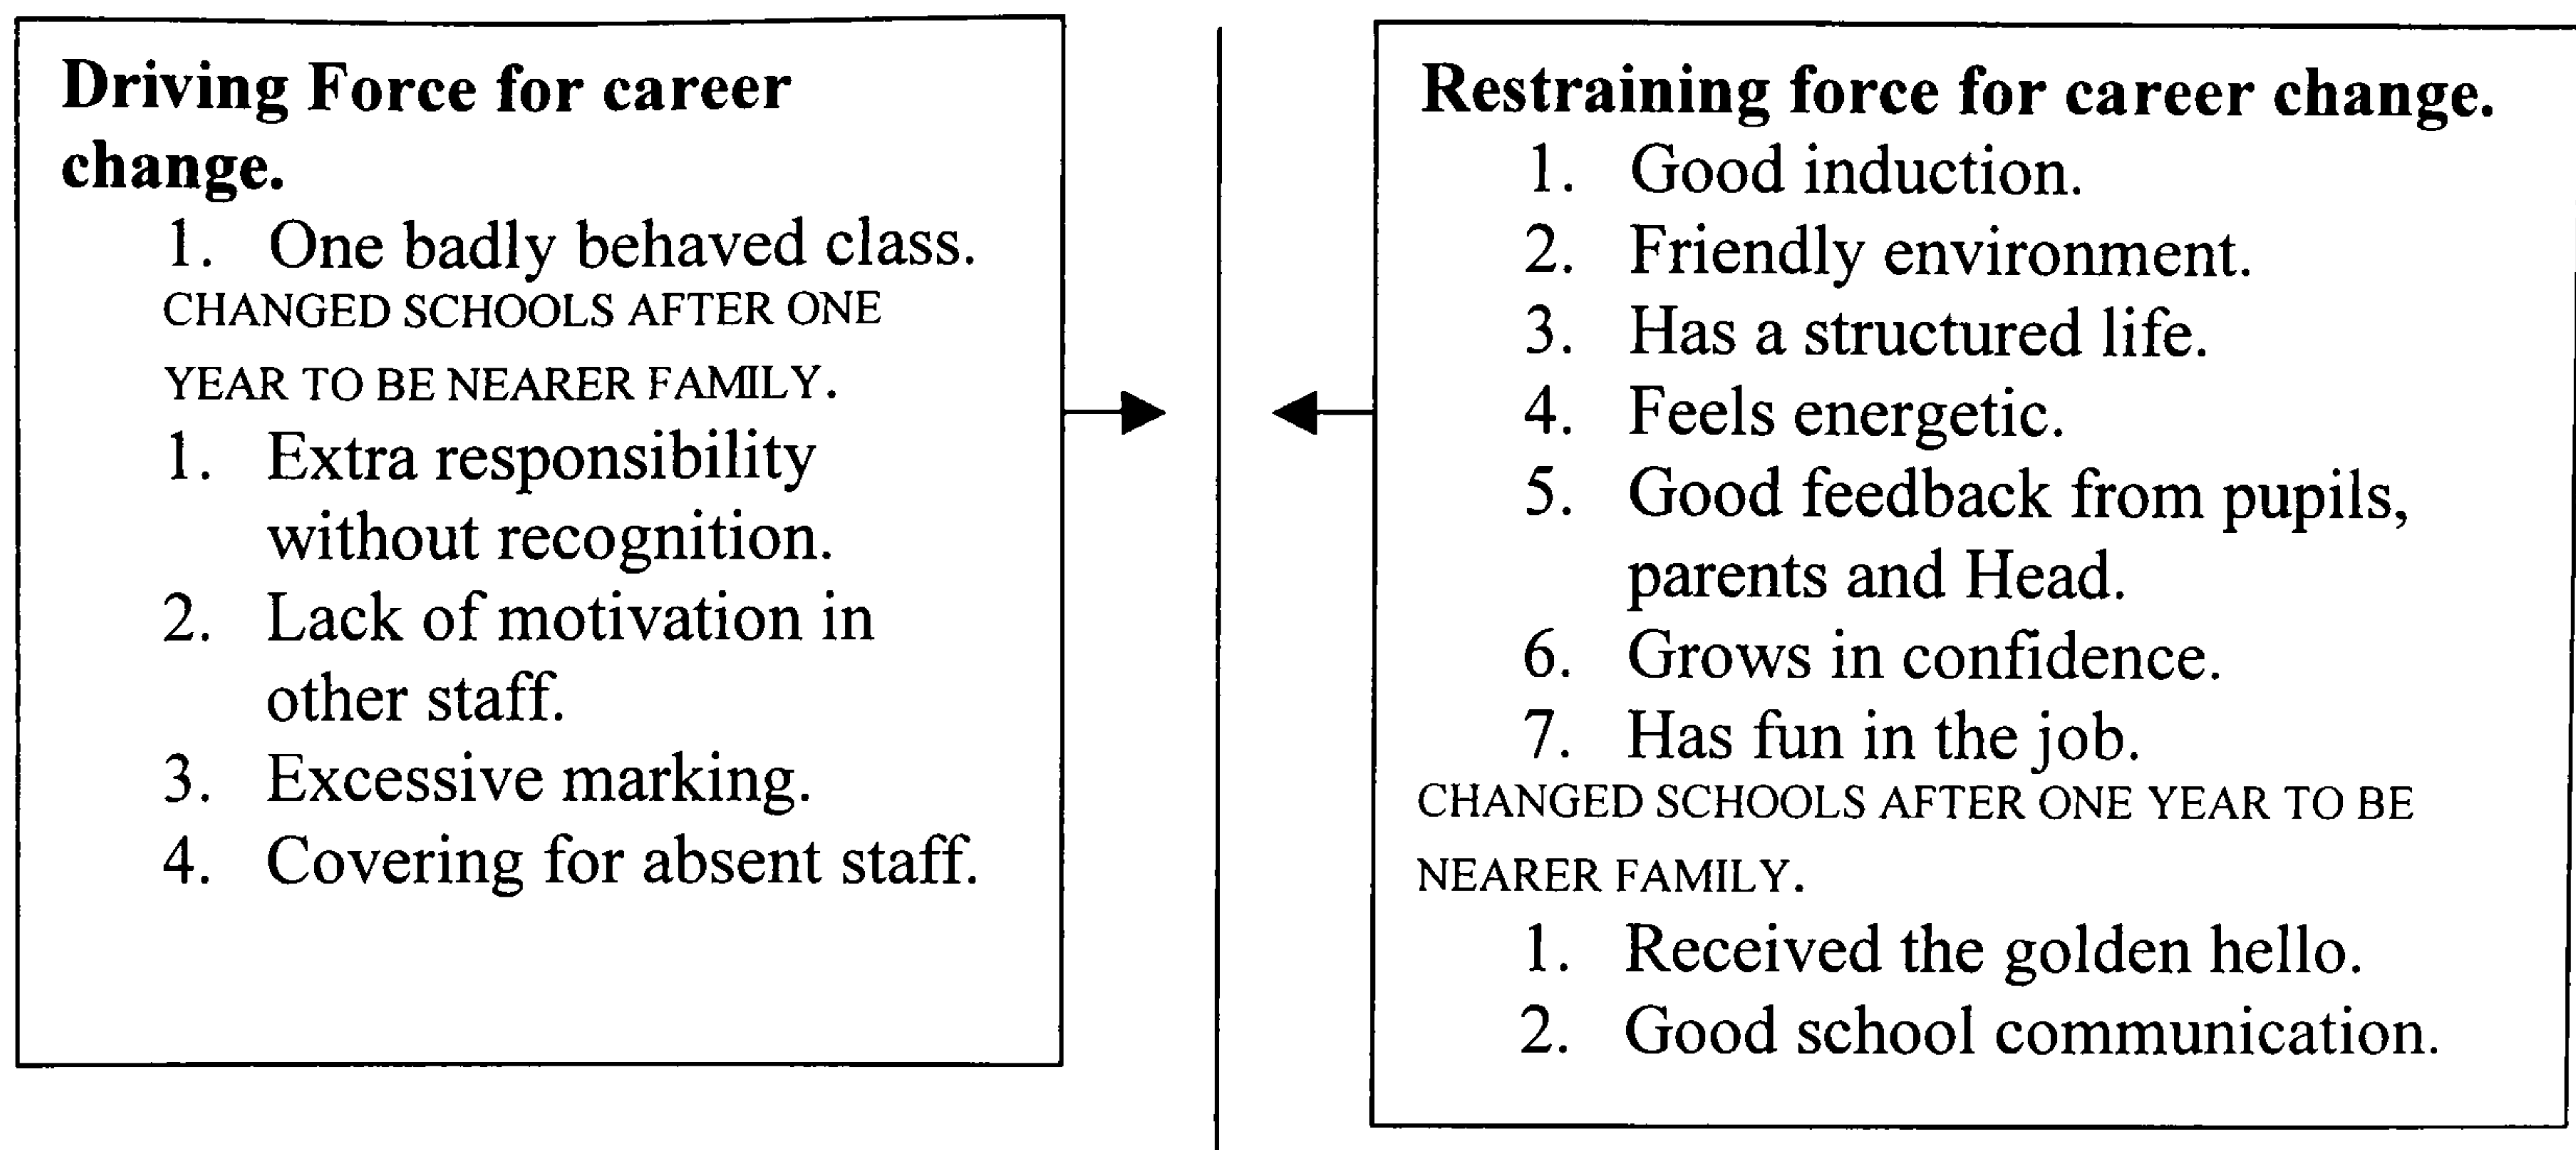 Driving Force for career
change.
1. One badly behaved class.
CHANGED SCHOOLS AFTER ONE
YEAR TO BE NEARER FAMILY.
1. Extra responsibility
without recognition.
2. Lack of motivation in
other staff.
3. Excessive marking.
4. Covering for absent staff.
Restraining force for career change.
1. Good induction.
2. Friendly environment.
3. Has a structured life.
4. Feels energetic.
5. Good feedback from pupils,
parents and Head.
6. Grows in confidence.
7. Has fun in the job.
CHANGED SCHOOLS AFTER ONE YEAR TO BE
NEARER FAMILY.
1. Received the golden hello.
2. Good school communication.